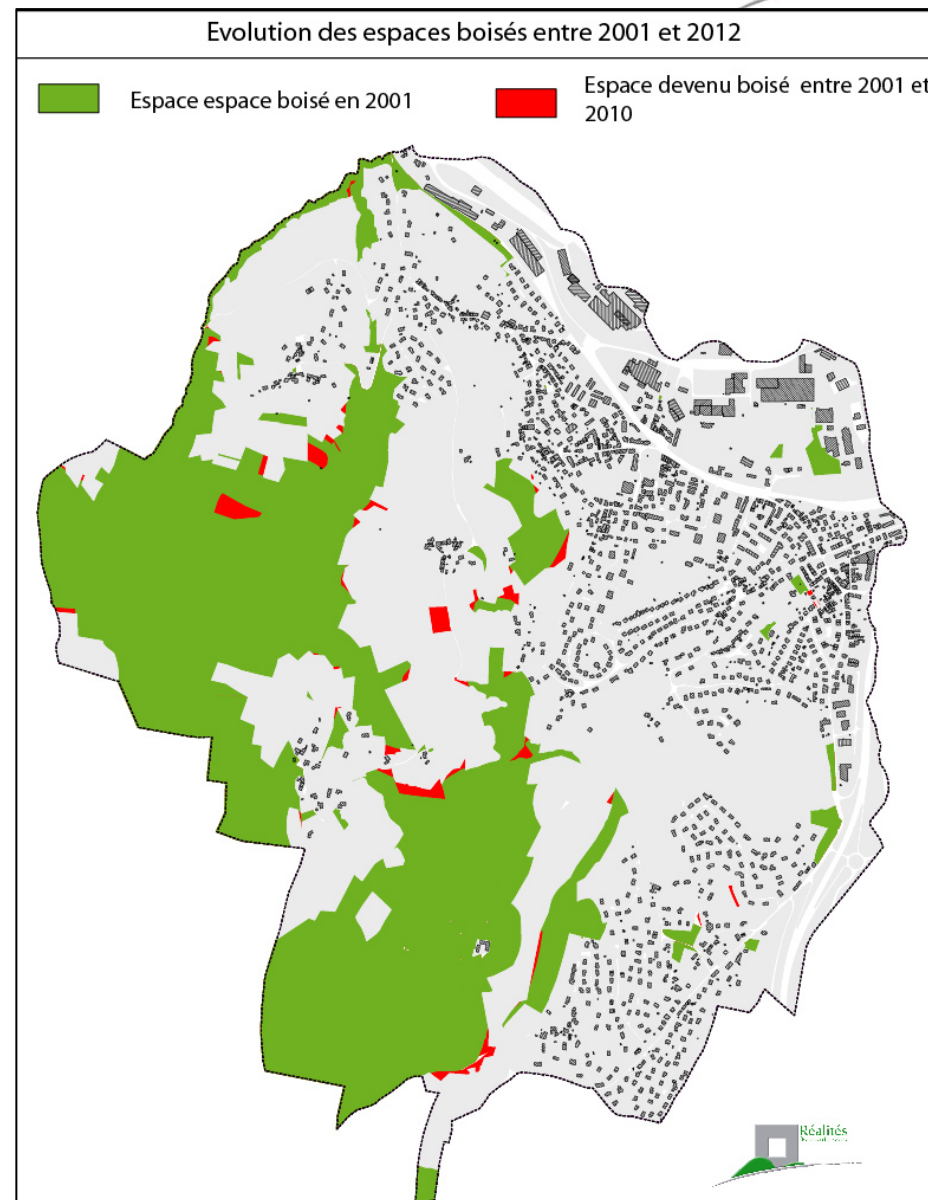 Evolution des espaces boisés entre 2001 et 2012
Espace espace boisé en 2001
Espace devenu boisé entre 2001 et
2010
Réalités